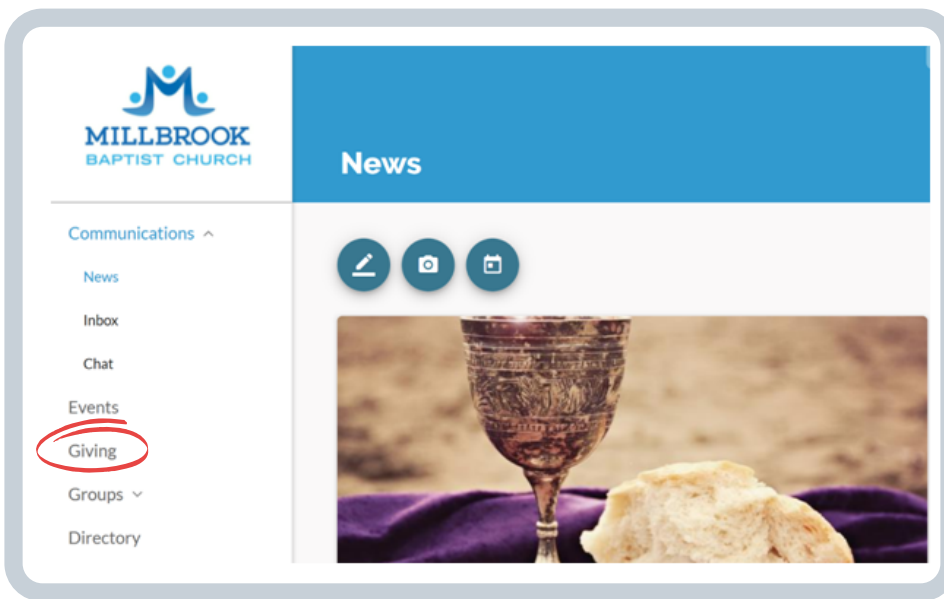 MILLBROOK
BAPTIST CHURCH
News
Communications
News
Inbox
Chat
Events
Giving
Groups
Directory